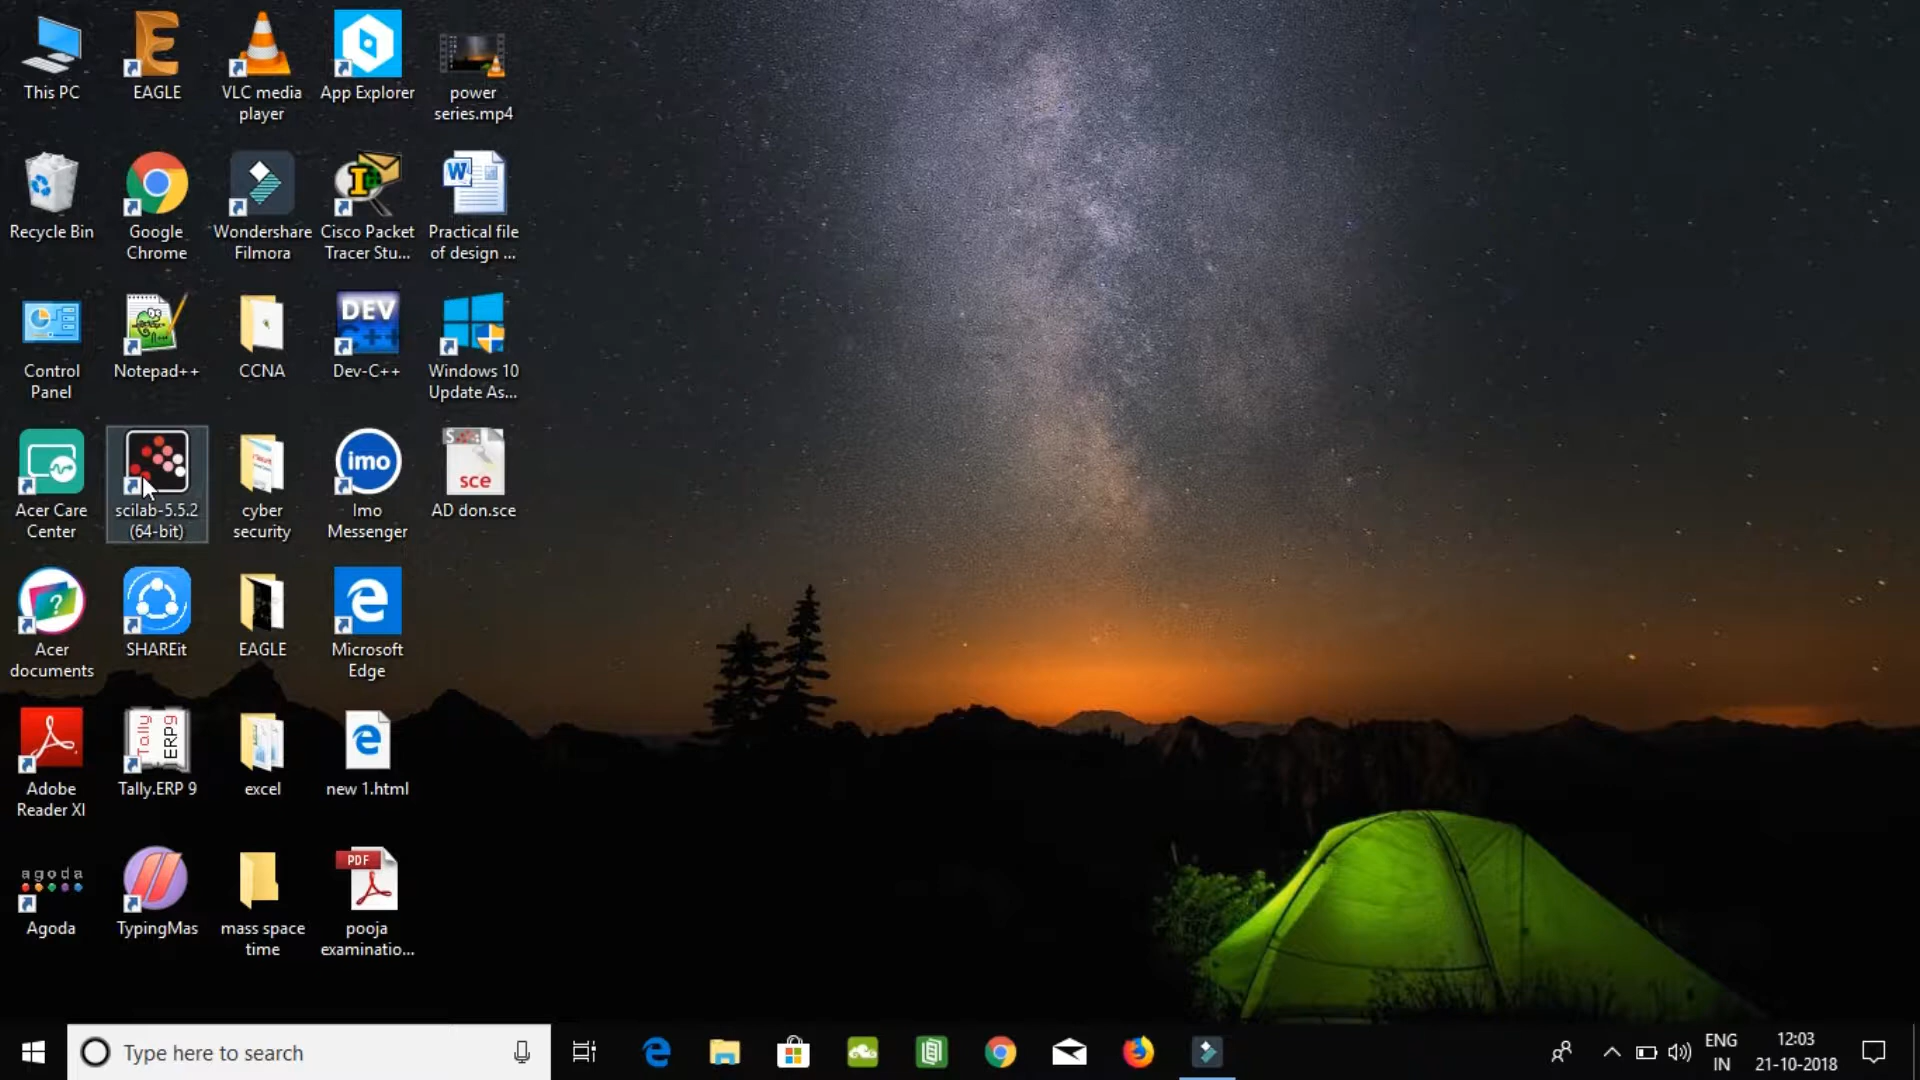 This PC
EAGLE
VLC media
player
App Explorer
power
series.mp4
Recycle Bin
Google
Chrome
Wondershare
Filmora
Cisco Packet
Tracer Stu...
W
Practical file
of design ...
Control
Panel
Notepad++
CCNA
DEV
C++
Dev-C++
Windows 10
Update As...
Acer Care
Center
scilab-5.5.2
(64-bit)
cyber
security
imo
Imo
Messenger
S
sce
AD don.sce
?
Acer
documents
SHAREit
EAGLE
Microsoft
Edge
Adobe
Reader XI
Tally
ERP9
Tally.ERP 9
excel
new 1.html
agoda
Agoda
TypingMas
mass space
time
PDF
pooja
examinatio...
Type here to search
ENG
IN
12:03
21-10-2018